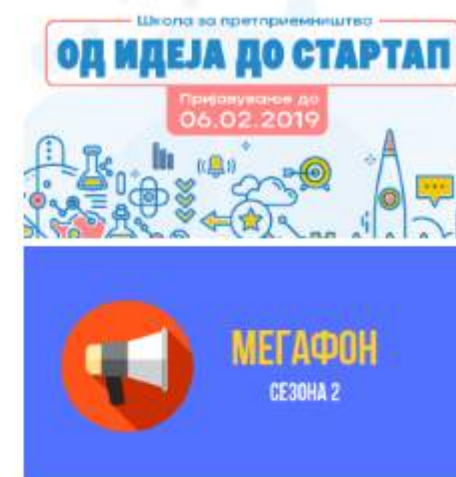 Школа за претприемништво
ОД ИДЕЈА ДО СТАРТАП
Пријавување до
06.02.2019
МЕГАФОН
СЕЗОНА 2